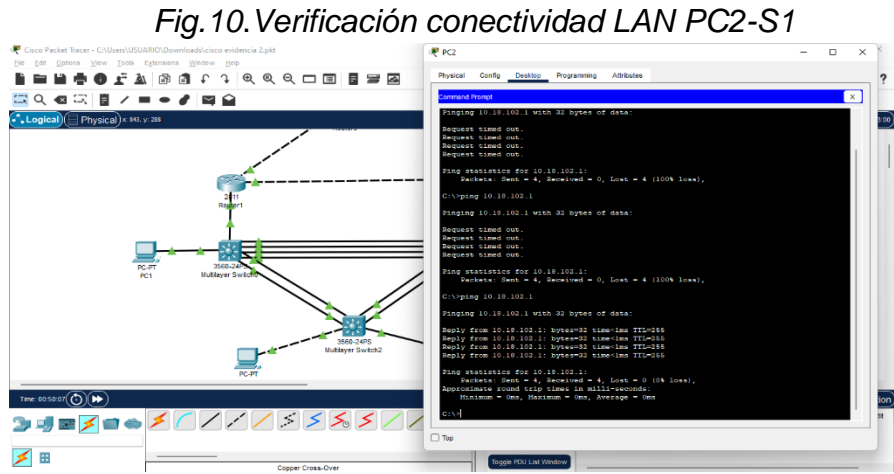 Fig.10.Verificación conectividad LAN PC2-S1
Cisco Packet Tracer - C:\Users\USUARIO\Downloads\cisco evidencia 2.pkt
File Edit Options View Tools Extensions Window Help
Logical
Physical
x: 843, y: 288
2811
PC-PT
PC1
3560-24PS
3560-24PS
Multilayer Switch2
PC-PT
Time: 00:50:07
Copper Cross-Over
Toggle PDU List Window
PC2
Physical Config Desktop Programming Attributes
Command Prompt
X
Pinging 10.18.102.1 with 32 bytes of data:
Request timed out.
Request timed out.
Request timed out.
Request timed out.
Ping statistics for 10.18.102.1:
Packets: Sent = 4, Received = 0, Lost = 4 (100% loss),
C:\>ping 10.18.102.1
Pinging 10.18.102.1 with 32 bytes of data:
Request timed out.
Request timed out.
Request timed out.
Request timed out.
Ping statistics for 10.18.102.1:
Packets: Sent = 4, Received = 0, Lost = 4 (100% loss),
C:\>ping 10.18.102.1
Pinging 10.18.102.1 with 32 bytes of data:
Reply from 10.18.102.1: bytes=32 time<1ms TTL=255
Reply from 10.18.102.1: bytes=32 time<1ms TTL=255
Reply from 10.18.102.1: bytes=32 time<1ms TTL=255
Reply from 10.18.102.1: bytes=32 time<1ms TTL=255
Ping statistics for 10.18.102.1:
Packets: Sent = 4, Received = 4, Lost = 0 (0% loss),
Approximate round trip times in milli-seconds:
Minimum = 0ms, Maximum = 0ms, Average = 0ms
C:\>
Top